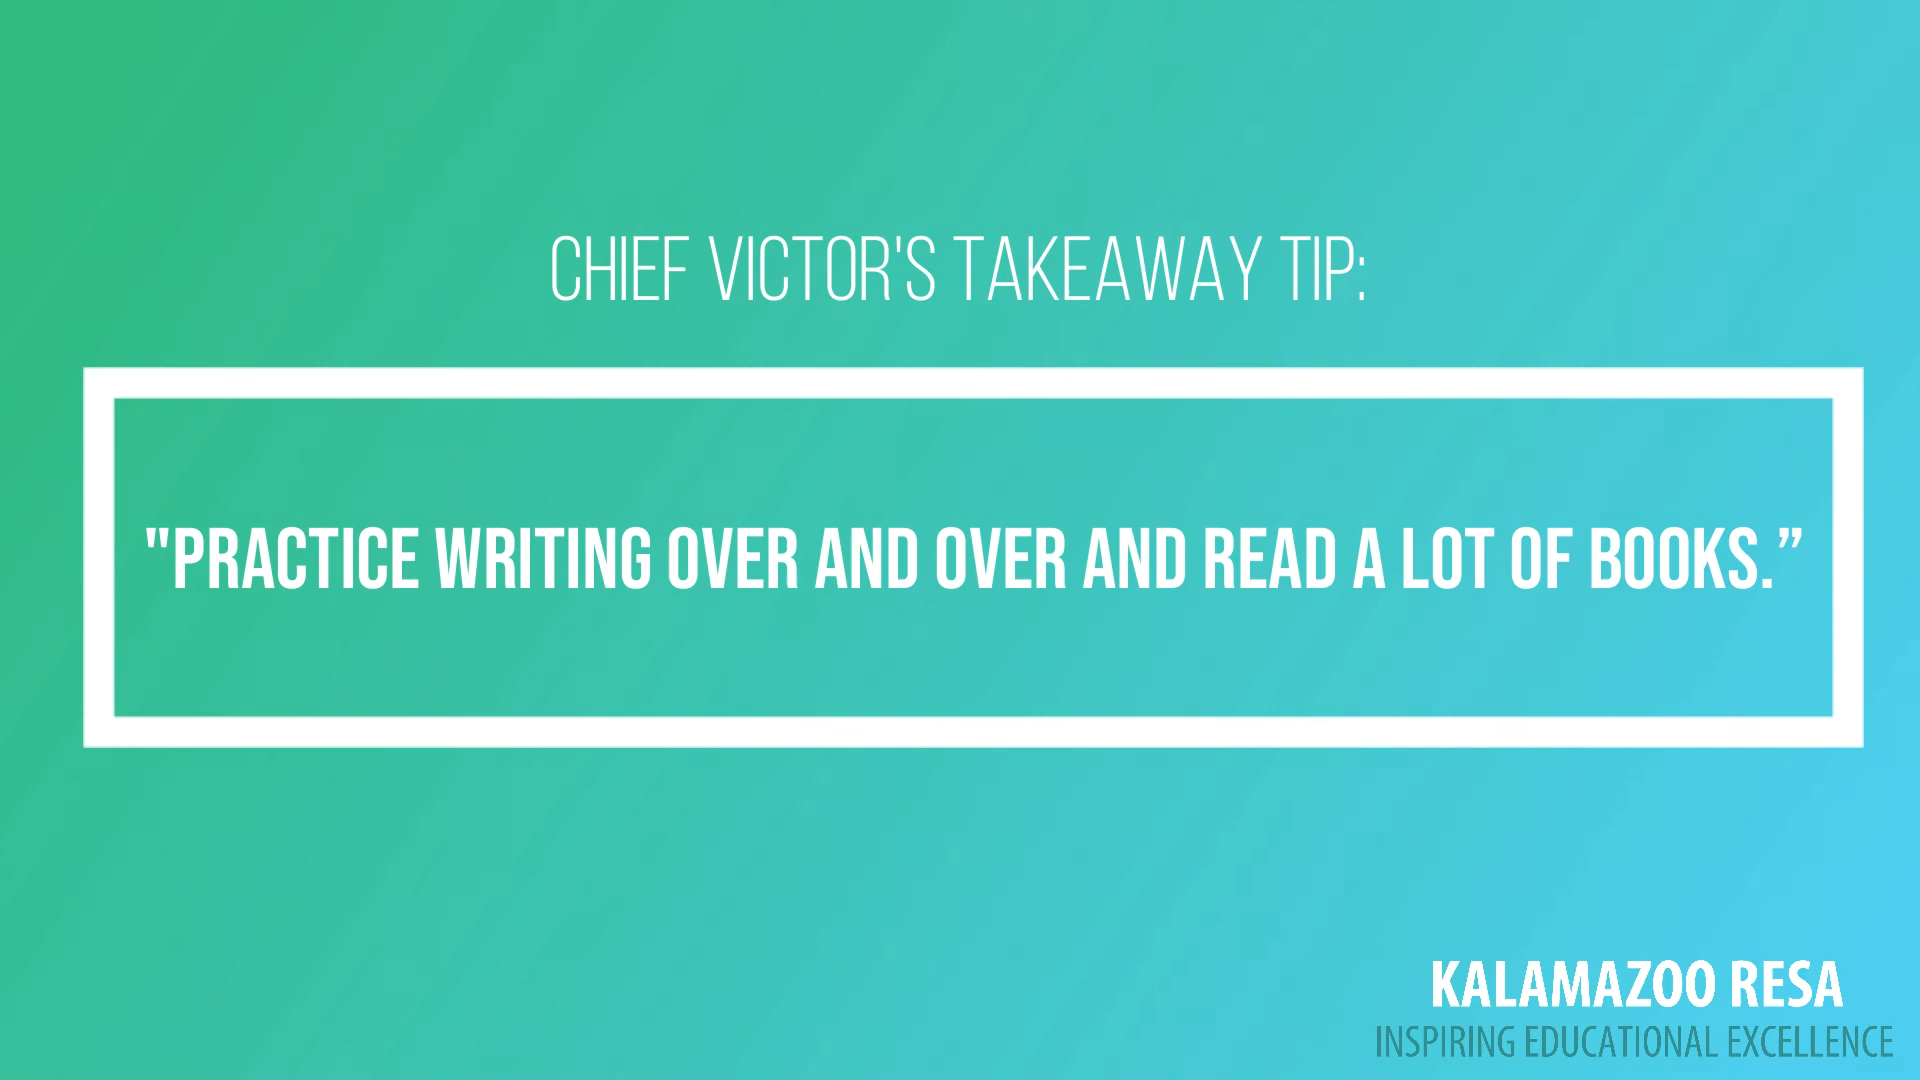 CHIEF VICTOR'S TAKEAWAY TIP:
"PRACTICE WRITING OVER AND OVER AND READ A LOT OF BOOKS.”
KALAMAZOO RESA
INSPIRING EDUCATIONAL EXCELLENCE